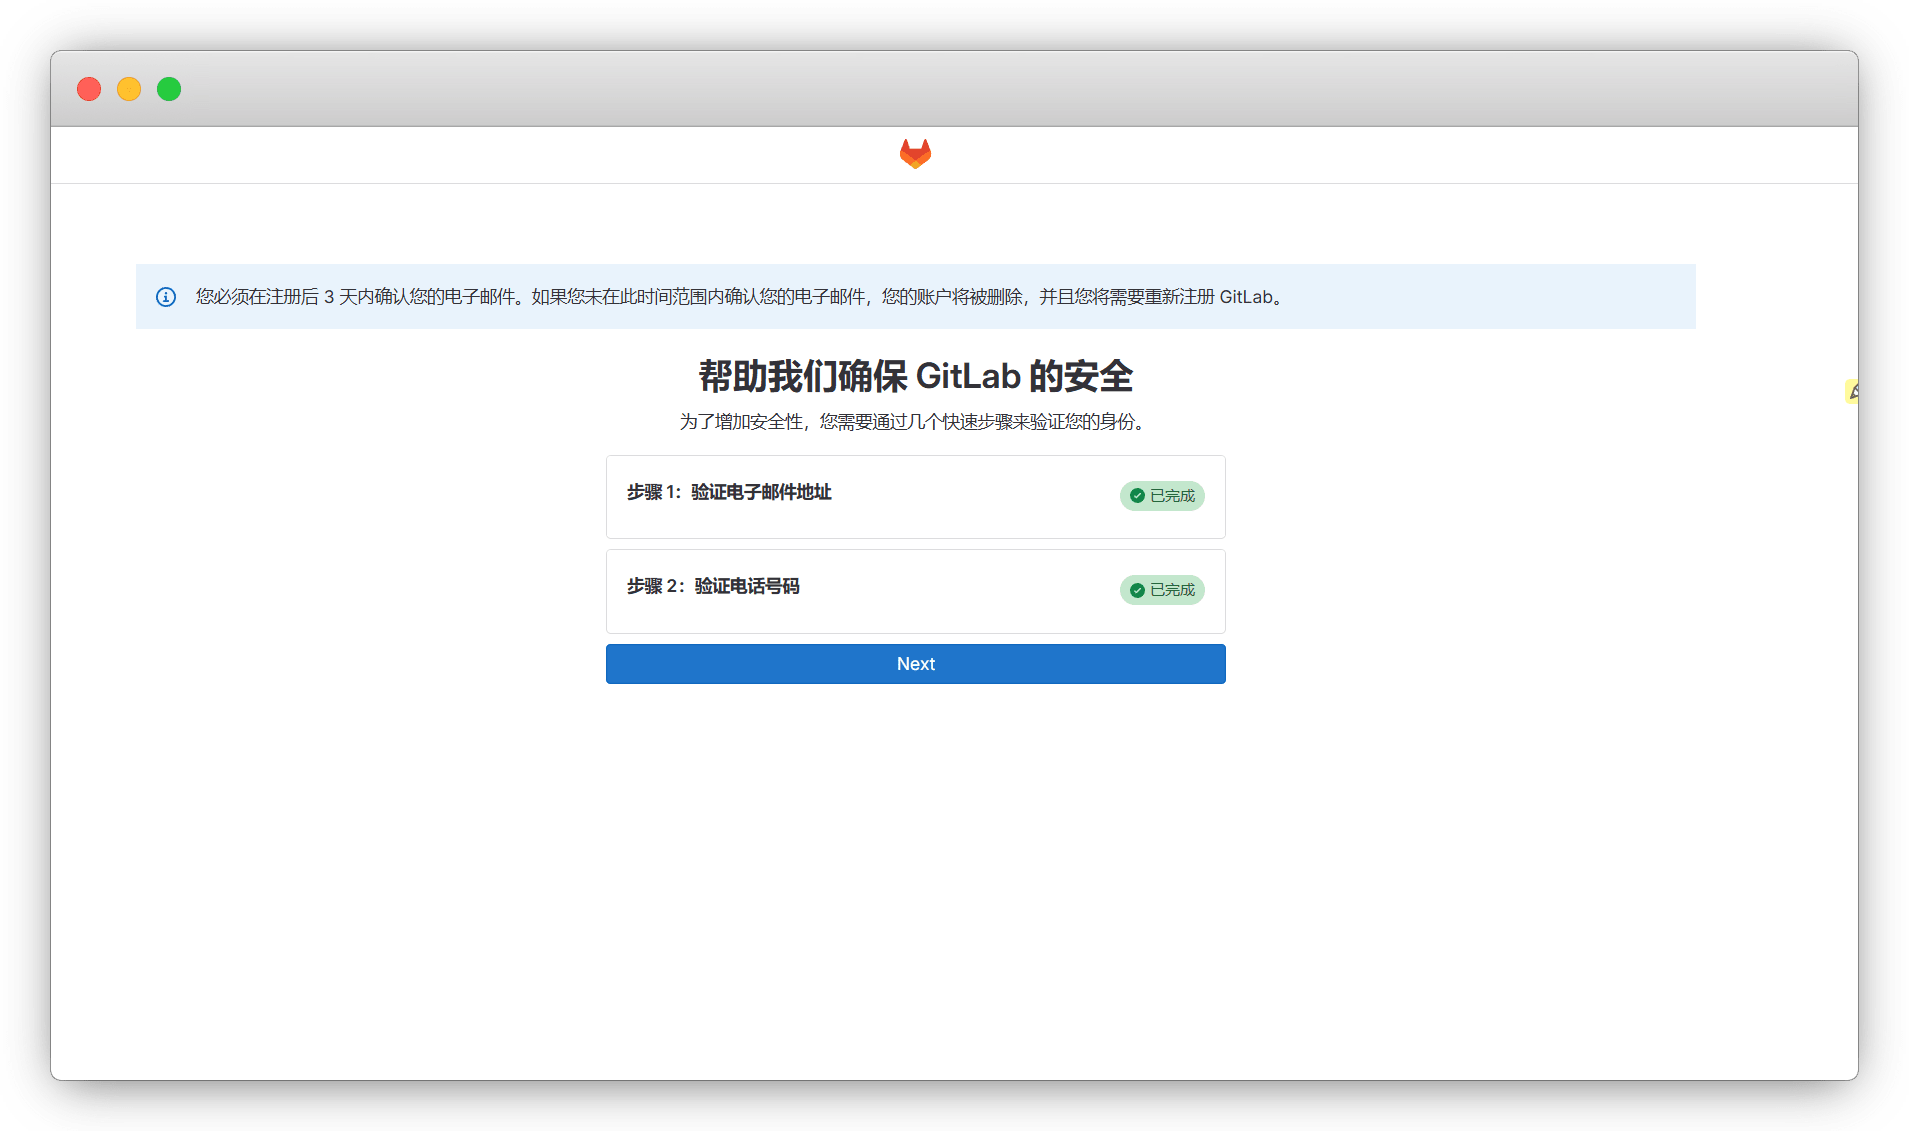 您必须在注册后 3 天内确认您的电子邮件。如果您未在此时间范围内确认您的电子邮件，您的账户将被删除，并且您将需要重新注册 GitLab。
帮助我们确保 GitLab 的安全
为了增加安全性，您需要通过几个快速步骤来验证您的身份。
步骤 1：验证电子邮件地址
已完成
步骤 2：验证电话号码
已完成
Next